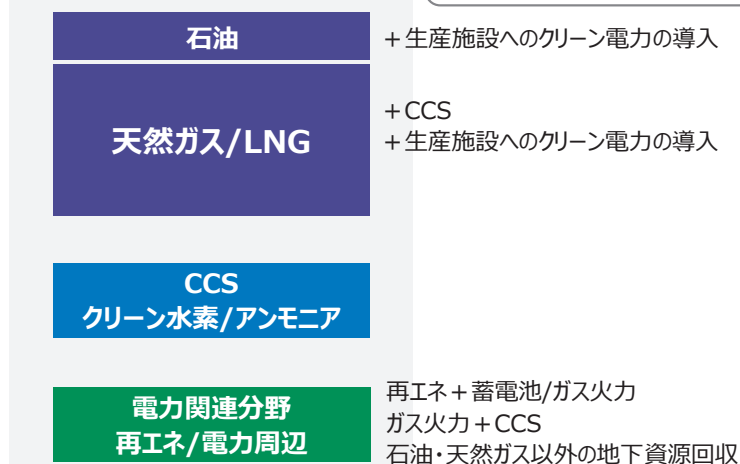 石油
+生産施設へのクリーン電力の導入
天然ガス/LNG
+CCS
+生産施設へのクリーン電力の導入
CCS
クリーン水素/アンモニア
電力関連分野
再エネ/電力周辺
再エネ+蓄電池/ガス火力
ガス火力+CCS
石油・天然ガス以外の地下資源回収